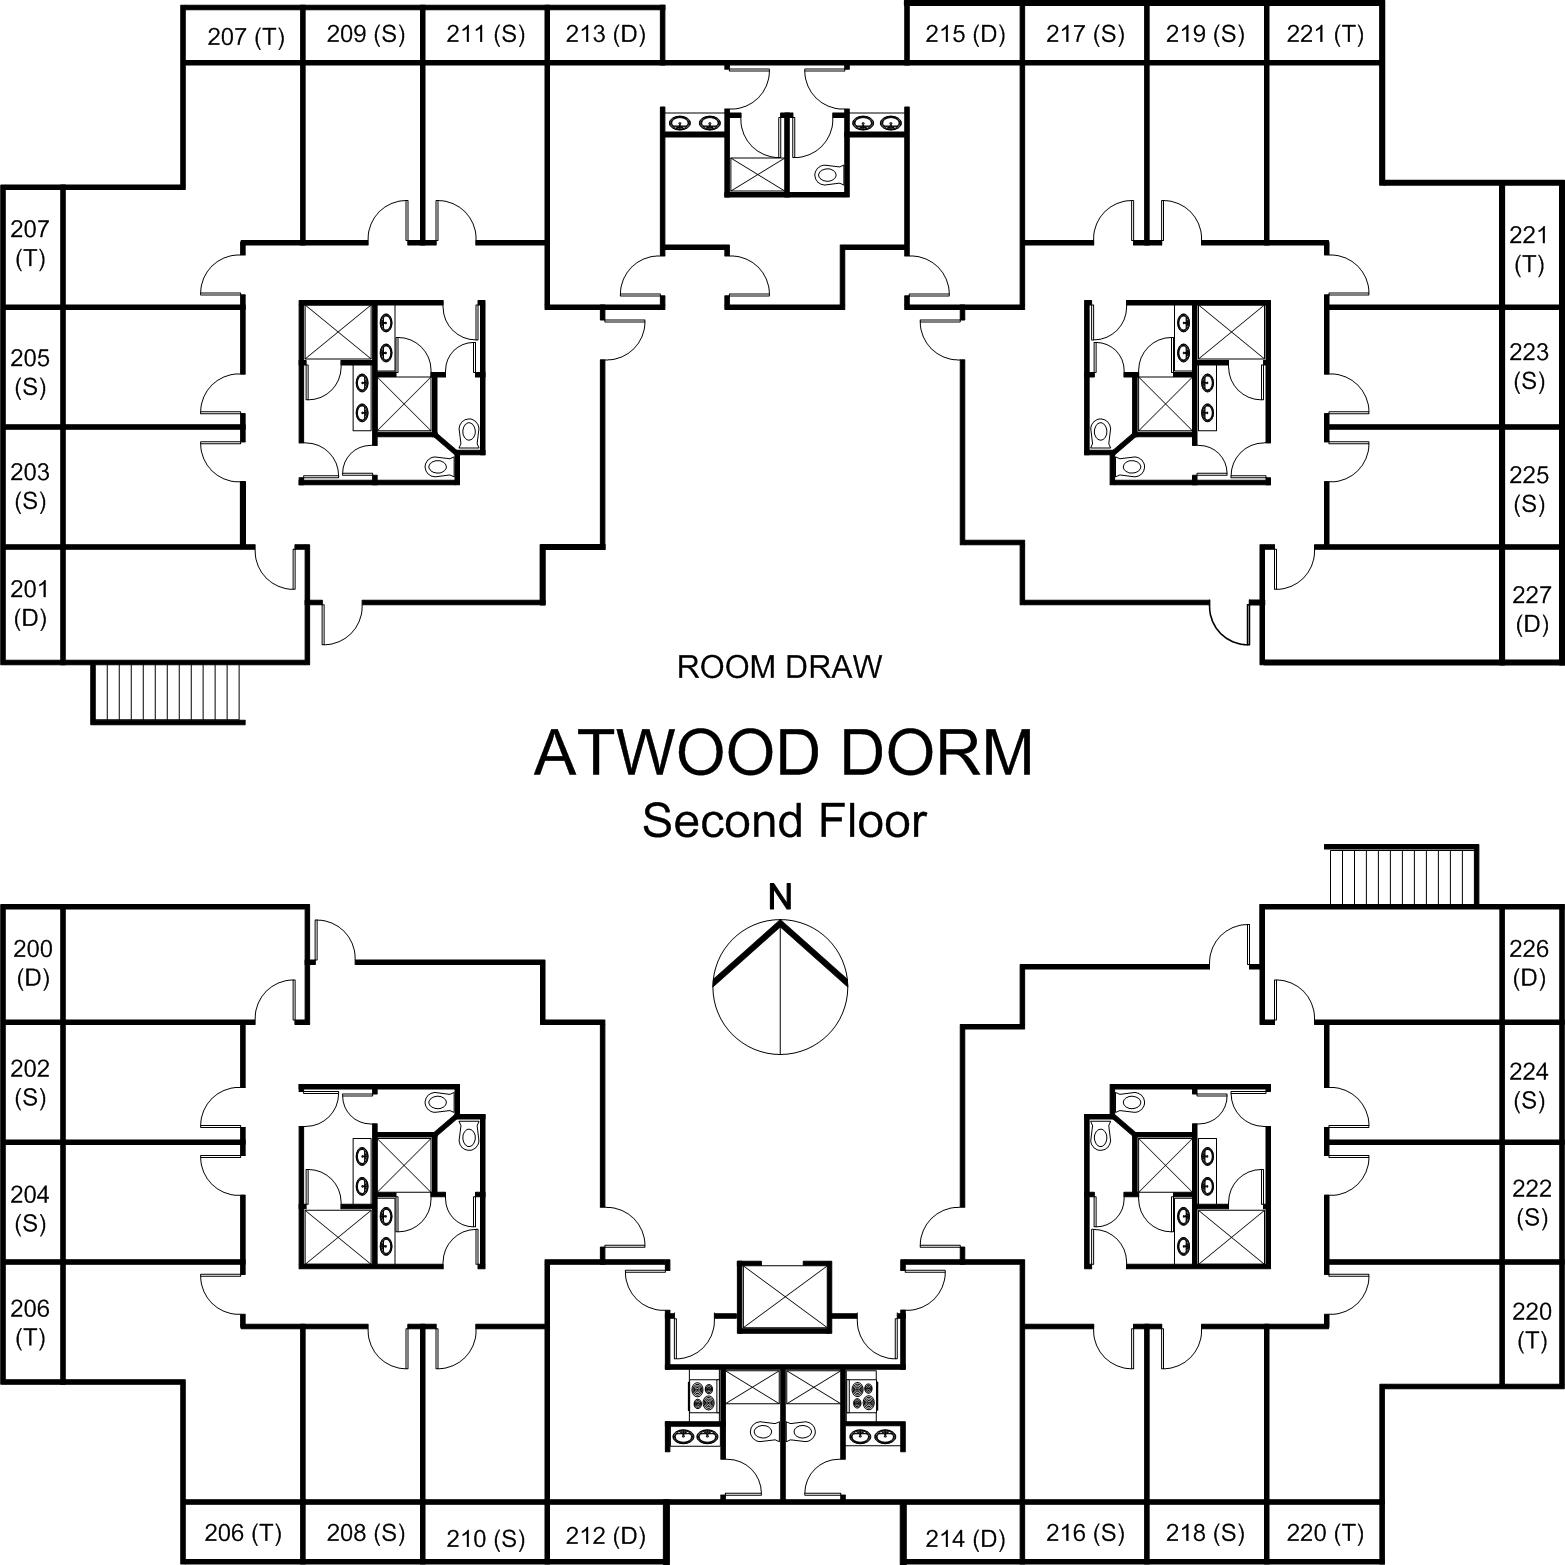 207 (T)
209 (S)
211 (S)
213 (D)
215 (D)
217 (S)
219 (S)
221 (T)
207
(T)
221
(T)
205
(S)
223
(S)
203
(S)
225
(S)
201
(D)
227
(D)
ROOM DRAW
ATWOOD DORM
Second Floor
N
200
(D)
226
(D)
202
(S)
224
(S)
204
(S)
222
(S)
206
(T)
220
(T)
206 (T)
208 (S)
210 (S)
212 (D)
214 (D)
216 (S)
218 (S)
220 (T)